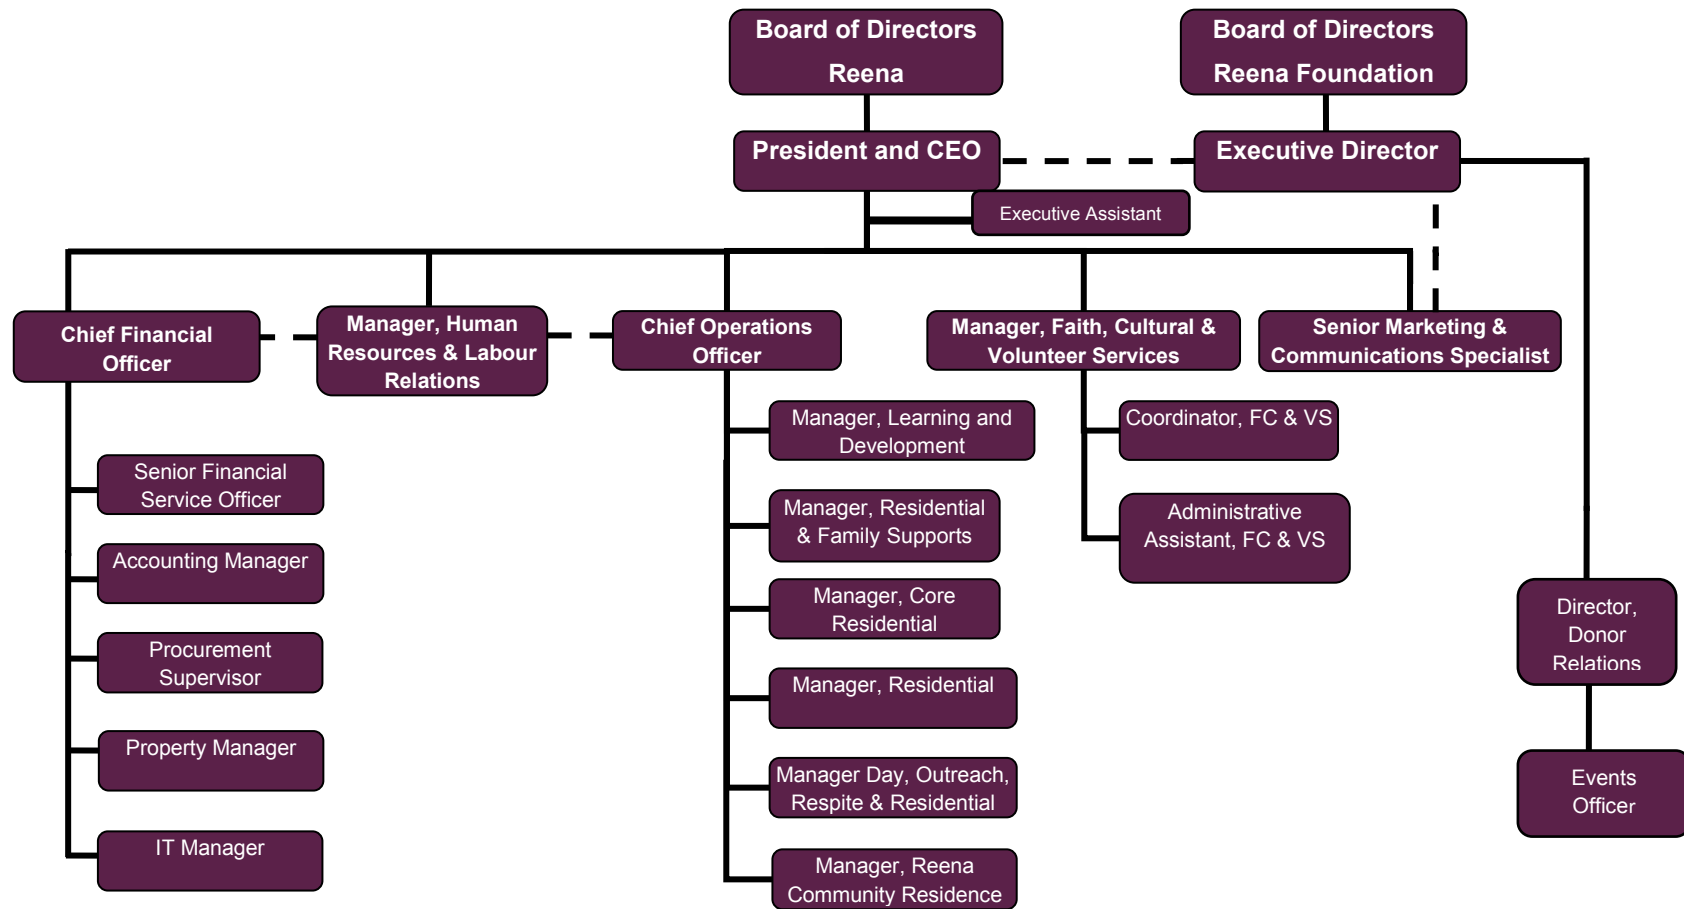 Board of Directors
Reena
Board of Directors
Reena Foundation
President and CEO
Executive Director
Executive Assistant
Chief Financial
Officer
Manager, Human
Resources & Labour
Relations
Chief Operations
Officer
Manager, Faith, Cultural &
Volunteer Services
Senior Marketing &
Communications Specialist
Senior Financial
Service Officer
Accounting Manager
Procurement
Supervisor
Property Manager
IT Manager
Manager, Learning and
Development
Manager, Residential
& Family Supports
Manager, Core
Residential
Manager, Residential
Manager Day, Outreach,
Respite & Residential
Manager, Reena
Community Residence
Coordinator, FC & VS
Administrative
Assistant, FC & VS
Director,
Donor
Relations
Events
Officer